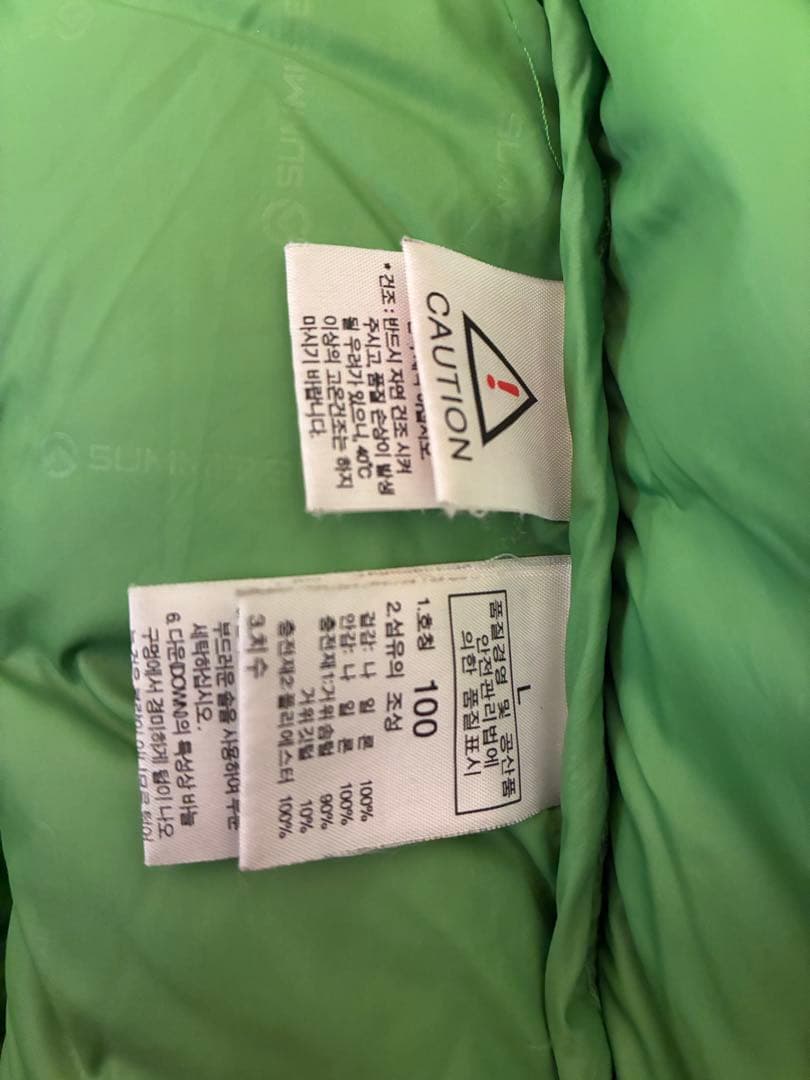 CAUTION
!
* 건조 : 반드시 자연 건조 시켜
주시고, 품질 손상이 발생
될 우려가 있으니, 40℃
이상의 고온건조는 하지
마시기 바랍니다.
L
품질경영 및 공산품
안전관리법에
의한 품질표시
1.호칭 100
2.섬유의 조성
겉감: 나 일 론 100%
안감: 나 일 론 100%
충전재1:거위솜털 90%
거위깃털 10%
충전재2:폴리에스터 100%
3.치수
부드러운 솔을 사용하여 두꾼
세탁하십시오.
6.다운(DOWN)의 특성상 바늘
구멍에서 경미하게 털이 나오
SUMMIT